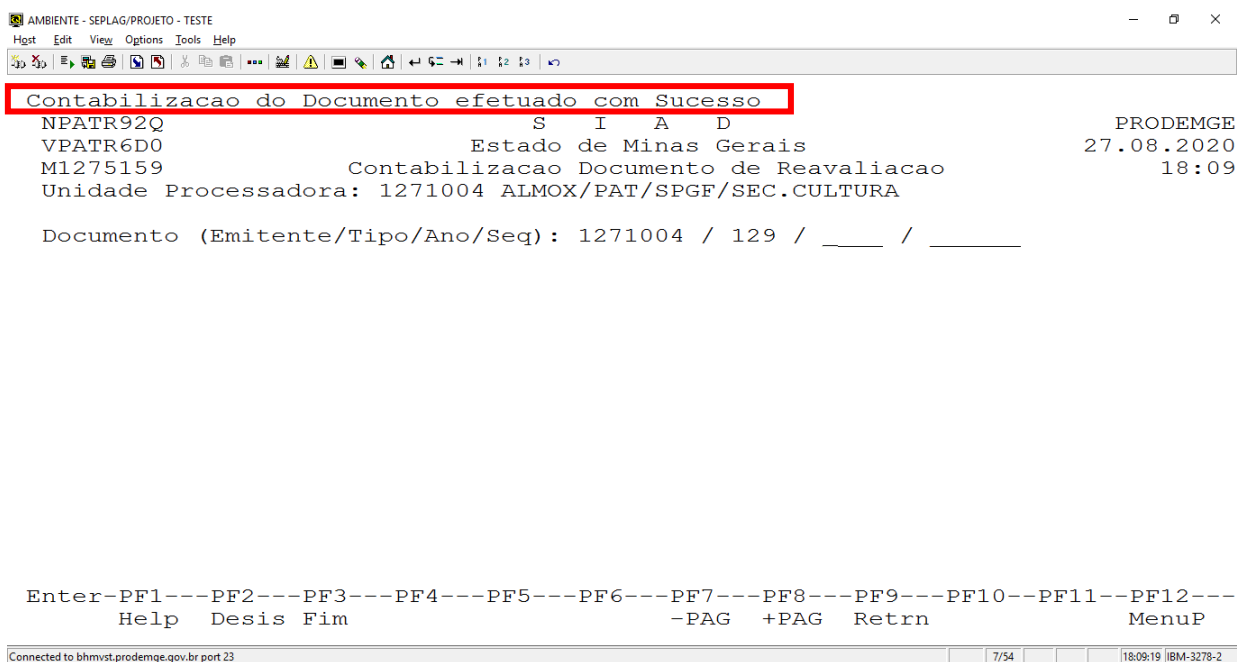 AMBIENTE - SEPLAG/PROJETO - TESTE
Host Edit View Options Tools Help
Contabilizacao do Documento efetuado com Sucesso
NPATR92Q S I A D PRODEMGE
VPATR6D0 Estado de Minas Gerais 27.08.2020
M1275159 Contabilizacao Documento de Reavaliacao 18:09
Unidade Processadora: 1271004 ALMOX/PAT/SPGF/SEC.CULTURA
Documento (Emitente/Tipo/Ano/Seq): 1271004 / 129 / ____ / ______
Enter-PF1---PF2---PF3---PF4---PF5---PF6---PF7---PF8---PF9---PF10--PF11--PF12---
Help Desis Fim -PAG +PAG Retrn MenuP
Connected to bhmvst.prodemge.gov.br port 23 7/54 18:09:19 IBM-3278-2